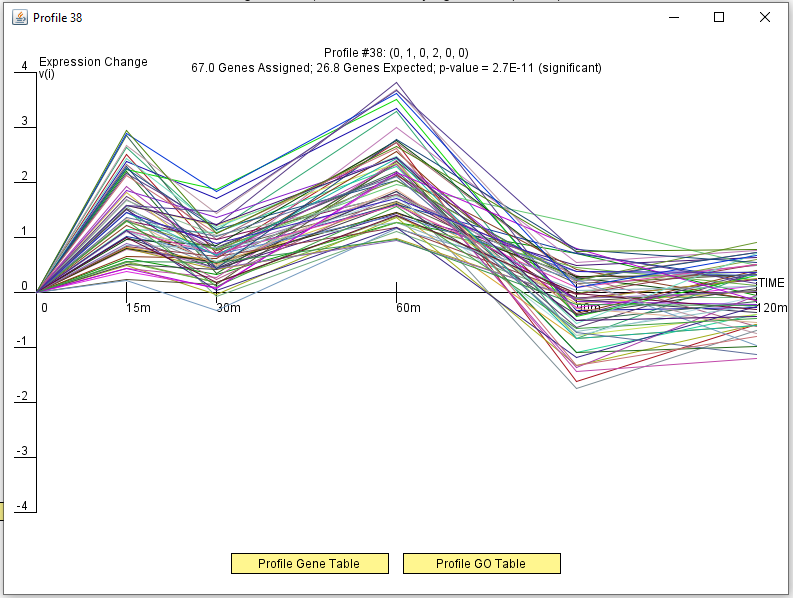 Profile 38
Profile #38: (0, 1, 0, 2, 0, 0)
67.0 Genes Assigned; 26.8 Genes Expected; p-value = 2.7E-11 (significant)
Expression Change
v(i)
4
3
2
1
0
-1
-2
-3
-4
TIME
0 15m 30m 60m 90m 120m
Profile Gene Table Profile GO Table